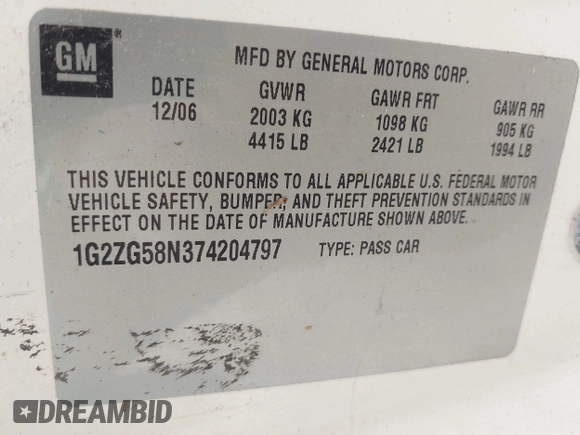 GM ®
MFD BY GENERAL MOTORS CORP.
DATE GVWR GAWR FRT GAWR RR
12/06 2003 KG 1098 KG 905 KG
4415 LB 2421 LB 1994 LB
THIS VEHICLE CONFORMS TO ALL APPLICABLE U.S. FEDERAL MOTOR
VEHICLE SAFETY, BUMPER, AND THEFT PREVENTION STANDARDS IN
EFFECT ON THE DATE OF MANUFACTURE SHOWN ABOVE.
1G2ZG58N374204797 TYPE: PASS CAR
DREAMBID